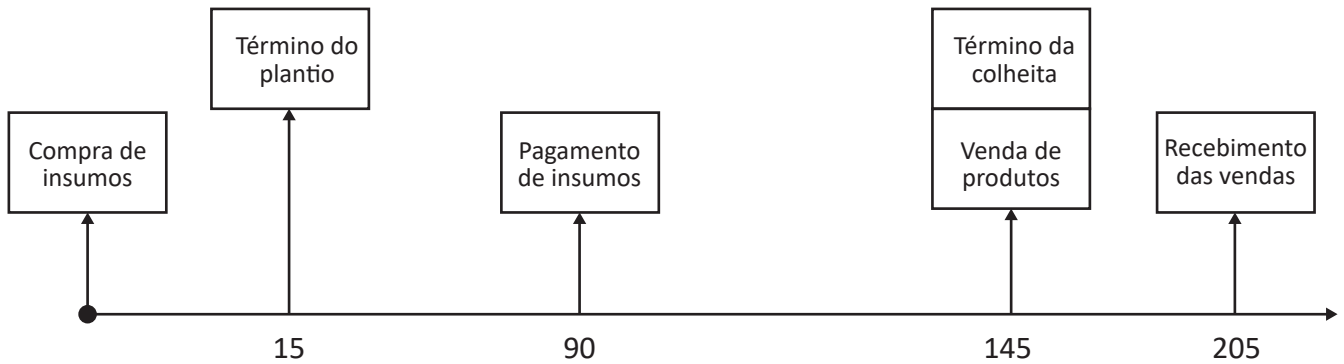 Término do
plantio
Término da
colheita
Compra de
insumos
Pagamento
de insumos
Venda de
produtos
Recebimento
das vendas
15
90
145
205